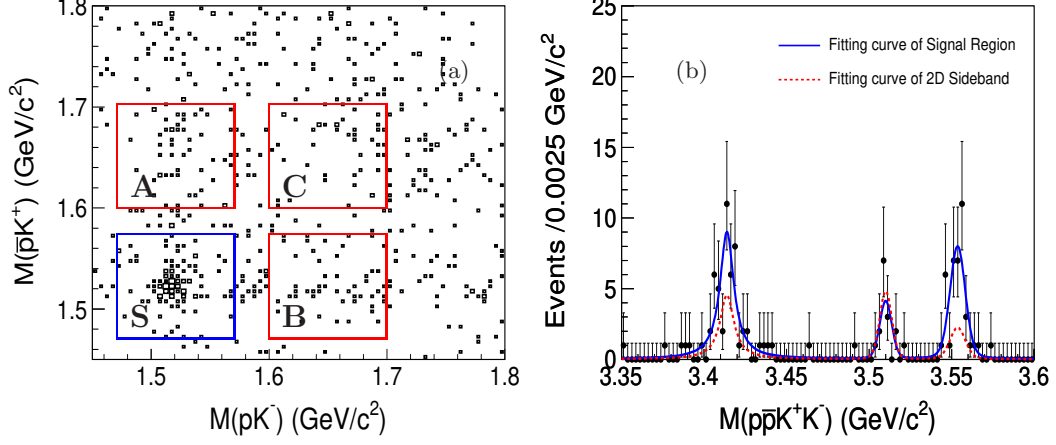 1.8
1.7
1.6
1.5
M(p̅K⁺) (GeV/c²)
(a)
A
C
S
B
1.5
1.6
1.7
1.8
M(pK⁻) (GeV/c²)
25
20
15
10
5
0
Events /0.0025 GeV/c²
(b)
Fitting curve of Signal Region
Fitting curve of 2D Sideband
3.35
3.4
3.45
3.5
3.55
3.6
M(pp̅K⁺K⁻) (GeV/c²)